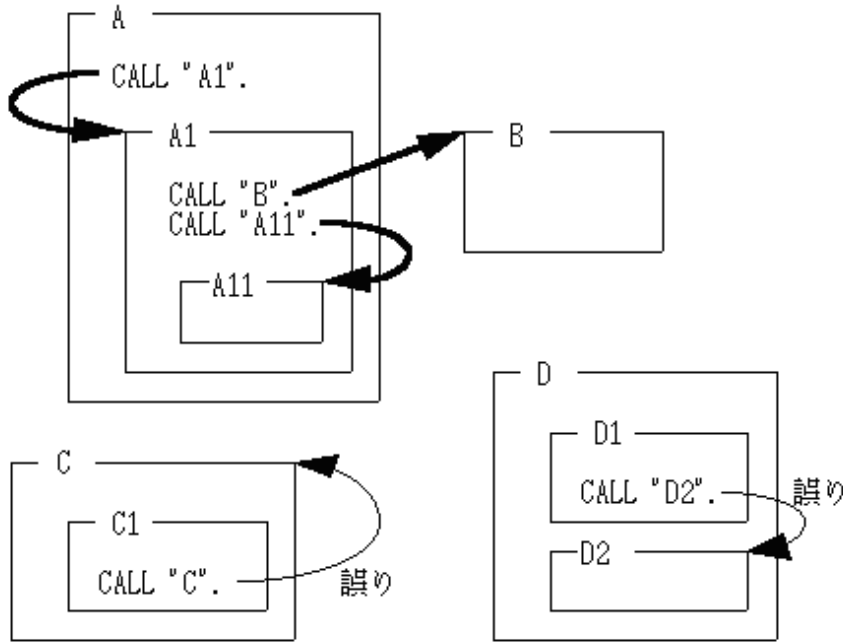 A
CALL "A1".
A1
B
CALL "B".
CALL "A11".
A11
D
D1
C
CALL "D2".
誤り
C1
D2
CALL "C".
誤り